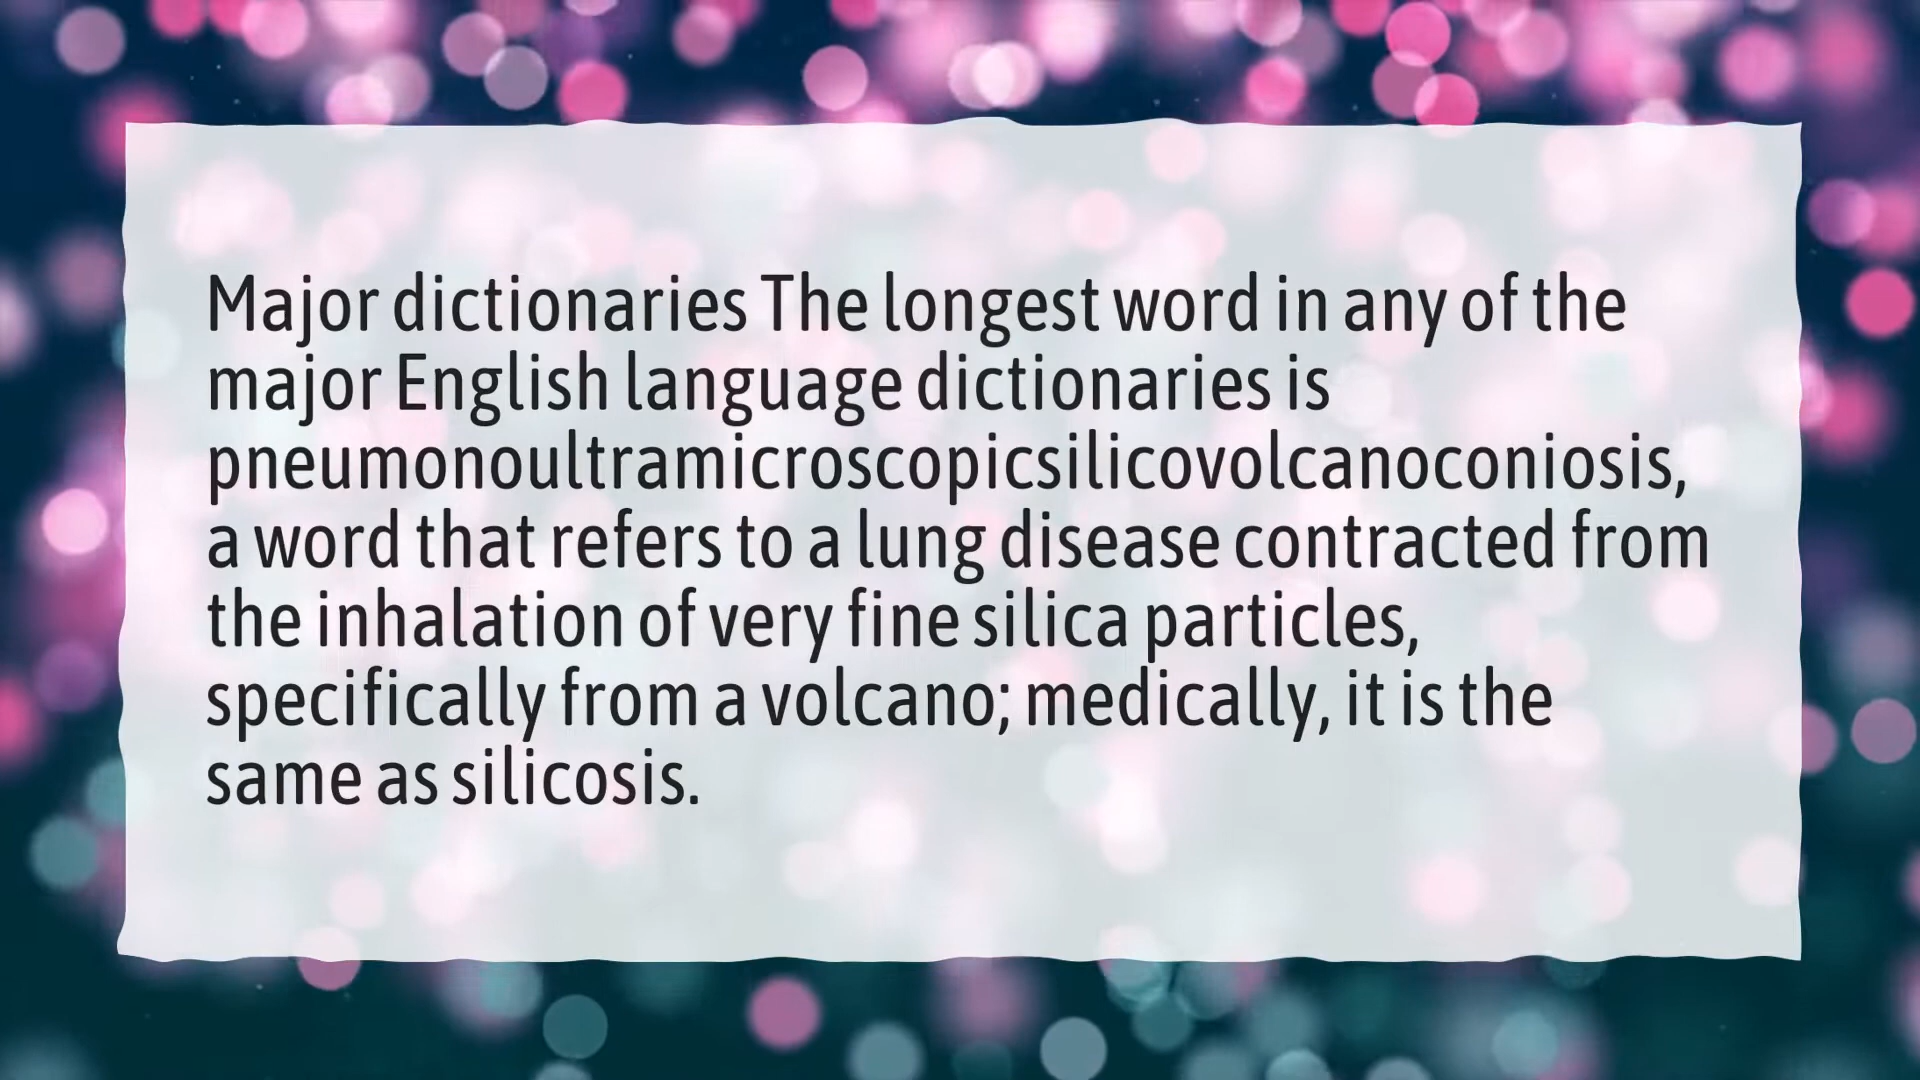 Major dictionaries The longest word in any of the
major English language dictionaries is
pneumonoultramicroscopicsilicovolcanoconiosis,
a word that refers to a lung disease contracted from
the inhalation of very fine silica particles,
specifically from a volcano; medically, it is the
same as silicosis.